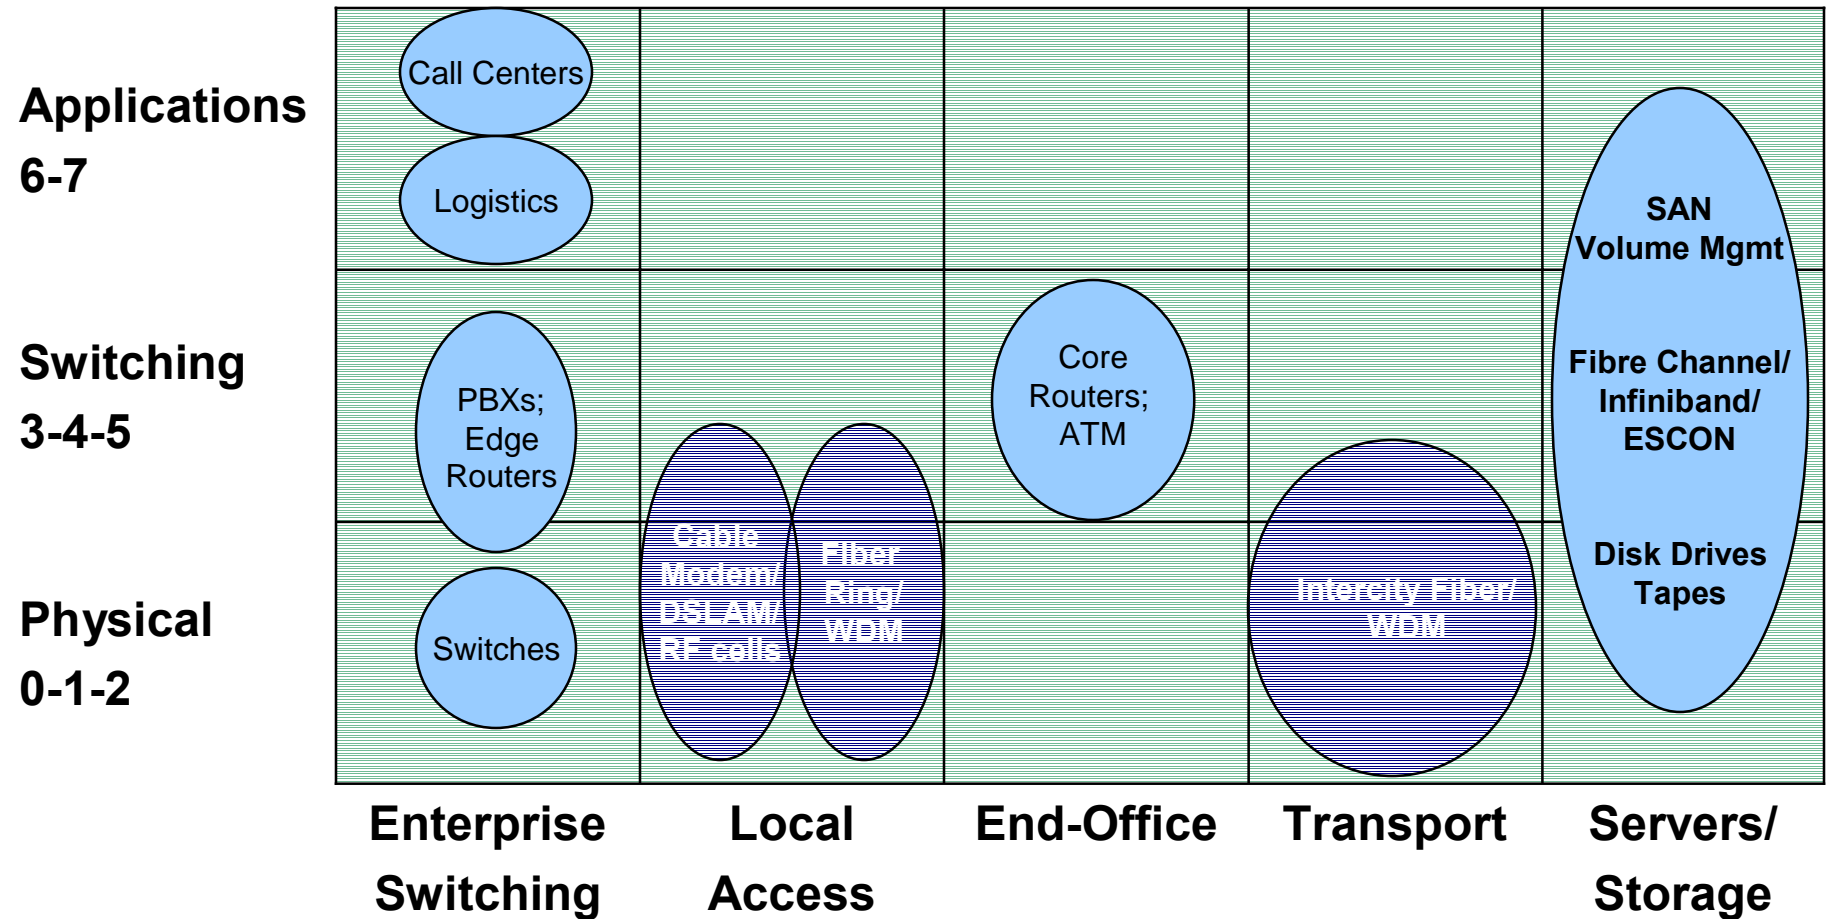 Applications
6-7
Call Centers
Logistics
SAN
Volume Mgmt
Switching
3-4-5
PBXs;
Edge
Routers
Core
Routers;
ATM
Fibre Channel/
Infiniband/
ESCON
Physical
0-1-2
Switches
Cable
Modem/
DSLAM/
RF cells
Fiber
Ring/
WDM
Intercity Fiber/
WDM
Disk Drives
Tapes
Enterprise
Switching
Local
Access
End-Office
Transport
Servers/
Storage